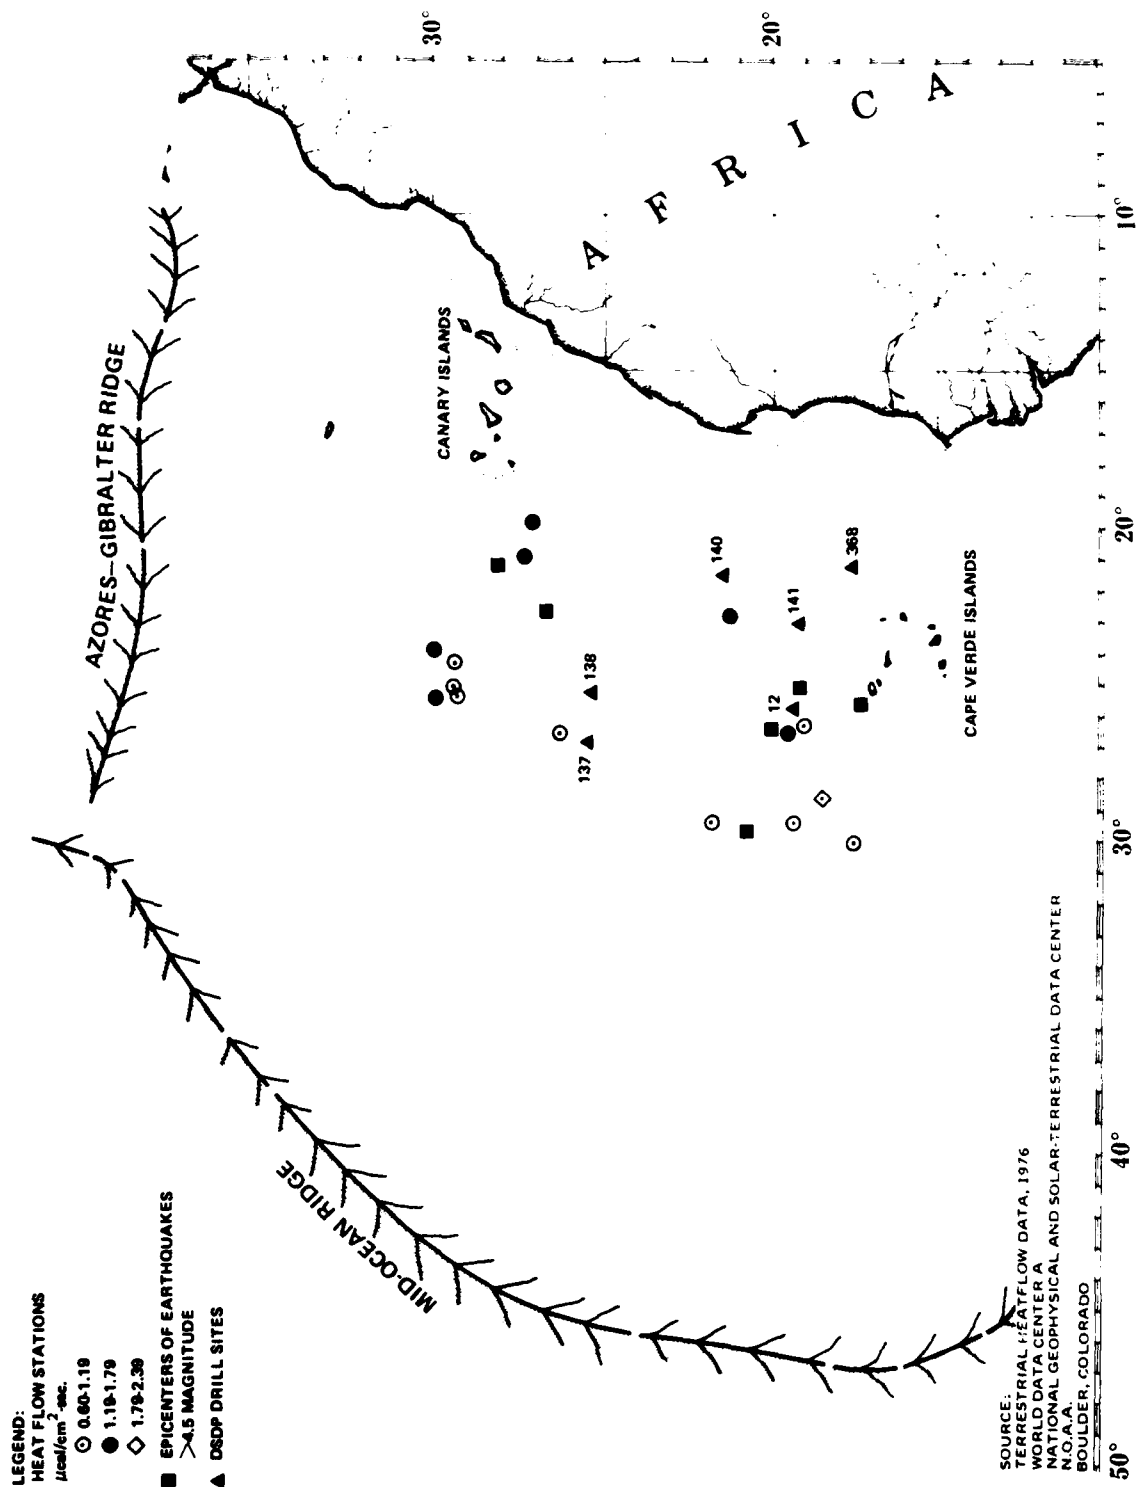 LEGEND:
HEAT FLOW STATIONS
μcal/cm²-sec.
0.60-1.19
1.19-1.79
1.79-2.39
EPICENTERS OF EARTHQUAKES
>4.5 MAGNITUDE
DSDP DRILL SITES
AZORES–GIBRALTER RIDGE
MID-OCEAN RIDGE
CANARY ISLANDS
AFRICA
CAPE VERDE ISLANDS
137
138
140
141
12
368
30°
20°
10°
20°
30°
40°
50°
SOURCE:
TERRESTRIAL HEATFLOW DATA, 1976
WORLD DATA CENTER A
NATIONAL GEOPHYSICAL AND SOLAR-TERRESTRIAL DATA CENTER
N.O.A.A.
BOULDER, COLORADO